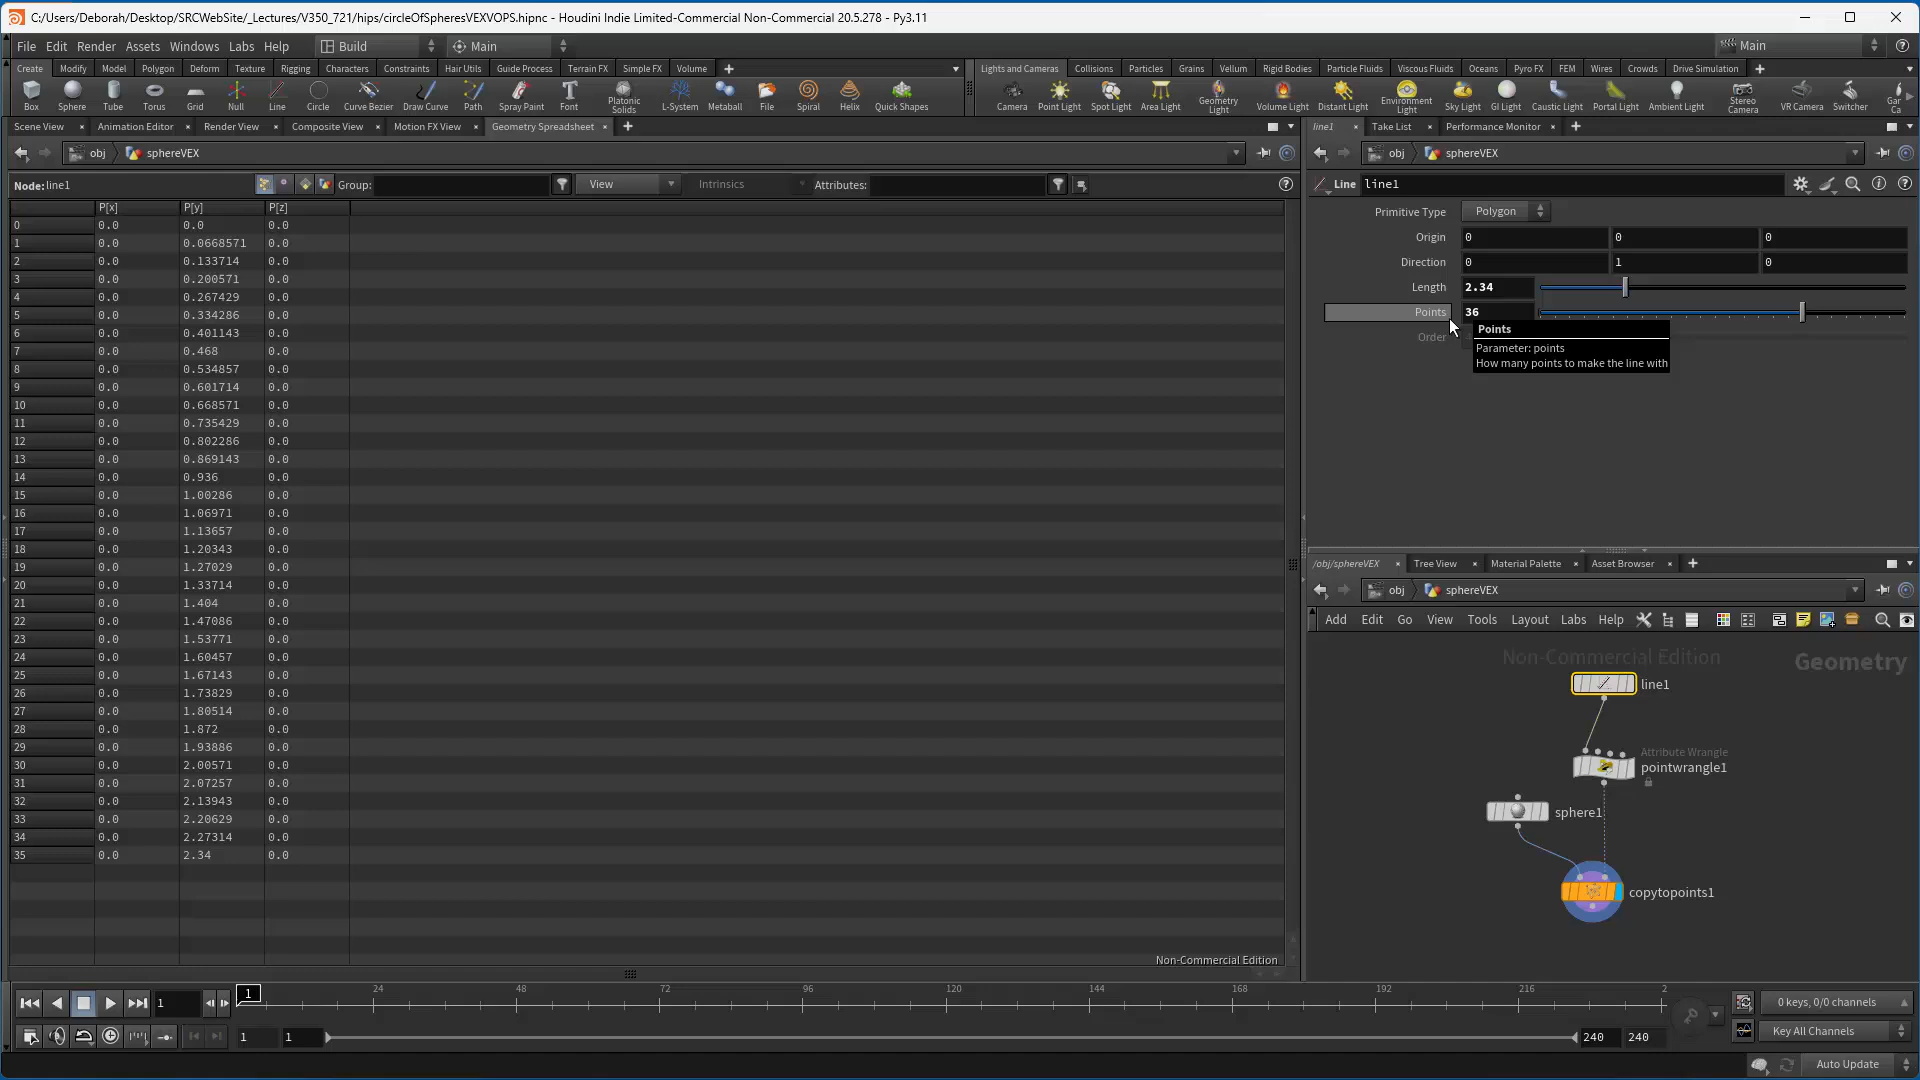 C:/Users/Deborah/Desktop/SRCWebSite/_Lectures/V350_721/hips/circleOfSpheresVEXVOPS.hipnc - Houdini Indie Limited-Commercial Non-Commercial 20.5.278 - Py3.11
File Edit Render Assets Windows Labs Help Build Main Main
Create Modify Model Polygon Deform Texture Rigging Characters Constraints Hair Utils Guide Process Terrain FX Simple FX Volume
Lights and Cameras Collisions Particles Grains Vellum Rigid Bodies Particle Fluids Viscous Fluids Oceans Pyro FX FEM Wires Crowds Drive Simulation
Box Sphere Tube Torus Grid Null Line Circle Curve Bezier Draw Curve Path Spray Paint Font Platonic Solids L-System Metaball File Spiral Helix Quick Shapes
Camera Point Light Spot Light Area Light Geometry Light Volume Light Distant Light Environment Light Sky Light GI Light Caustic Light Portal Light Ambient Light Stereo Camera VR Camera Switcher Gar Ca
Scene View Animation Editor Render View Composite View Motion FX View Geometry Spreadsheet
obj sphereVEX
Node: line1 Group: View Intrinsics Attributes:
P[x] P[y] P[z]
0 0.0 0.0 0.0
1 0.0 0.0668571 0.0
2 0.0 0.133714 0.0
3 0.0 0.200571 0.0
4 0.0 0.267429 0.0
5 0.0 0.334286 0.0
6 0.0 0.401143 0.0
7 0.0 0.468 0.0
8 0.0 0.534857 0.0
9 0.0 0.601714 0.0
10 0.0 0.668571 0.0
11 0.0 0.735429 0.0
12 0.0 0.802286 0.0
13 0.0 0.869143 0.0
14 0.0 0.936 0.0
15 0.0 1.00286 0.0
16 0.0 1.06971 0.0
17 0.0 1.13657 0.0
18 0.0 1.20343 0.0
19 0.0 1.27029 0.0
20 0.0 1.33714 0.0
21 0.0 1.404 0.0
22 0.0 1.47086 0.0
23 0.0 1.53771 0.0
24 0.0 1.60457 0.0
25 0.0 1.67143 0.0
26 0.0 1.73829 0.0
27 0.0 1.80514 0.0
28 0.0 1.872 0.0
29 0.0 1.93886 0.0
30 0.0 2.00571 0.0
31 0.0 2.07257 0.0
32 0.0 2.13943 0.0
33 0.0 2.20629 0.0
34 0.0 2.27314 0.0
35 0.0 2.34 0.0
Non-Commercial Edition
line1 Take List Performance Monitor
obj sphereVEX
Line line1
Primitive Type Polygon
Origin 0 0 0
Direction 0 1 0
Length 2.34
Points 36
Order
Points
Parameter: points
How many points to make the line with
/obj/sphereVEX Tree View Material Palette Asset Browser
obj sphereVEX
Add Edit Go View Tools Layout Labs Help
Non-Commercial Edition Geometry
line1
Attribute Wrangle
pointwrangle1
sphere1
copytopoints1
1 1 24 48 72 96 120 144 168 192 216 2
0 keys, 0/0 channels
1 1 240 240 Key All Channels
Auto Update